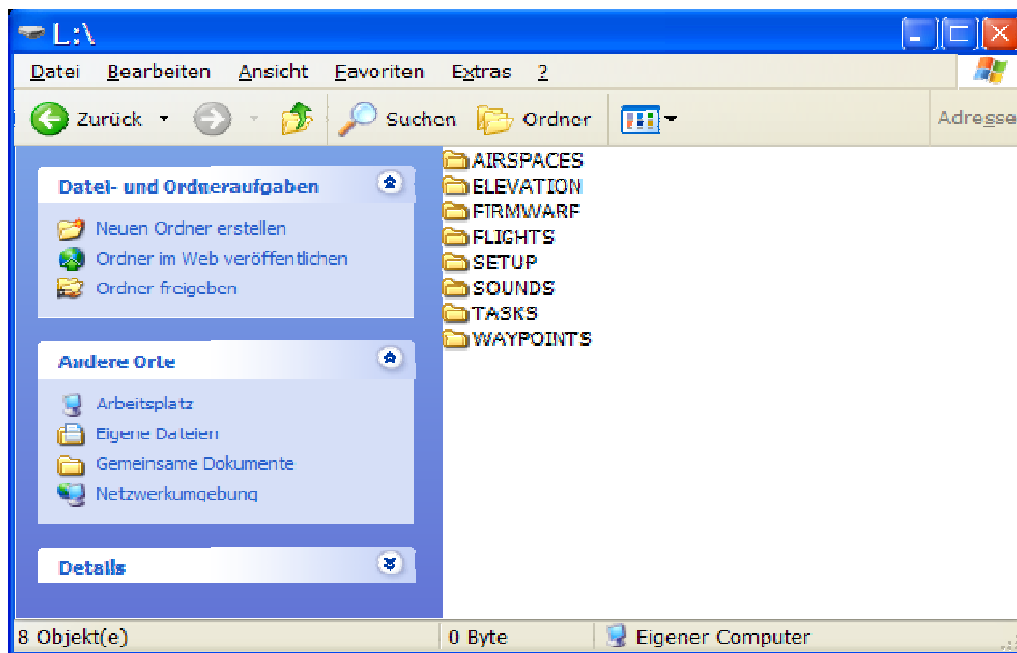 L:\
Datei Bearbeiten Ansicht Favoriten Extras ?
Zurück Suchen Ordner Adresse
Datei- und Ordneraufgaben
Neuen Ordner erstellen
Ordner im Web veröffentlichen
Ordner freigeben
Andere Orte
Arbeitsplatz
Eigene Dateien
Gemeinsame Dokumente
Netzwerkumgebung
Details
AIRSPACES
ELEVATION
FIRMWARE
FLIGHTS
SETUP
SOUNDS
TASKS
WAYPOINTS
8 Objekt(e) 0 Byte Eigener Computer